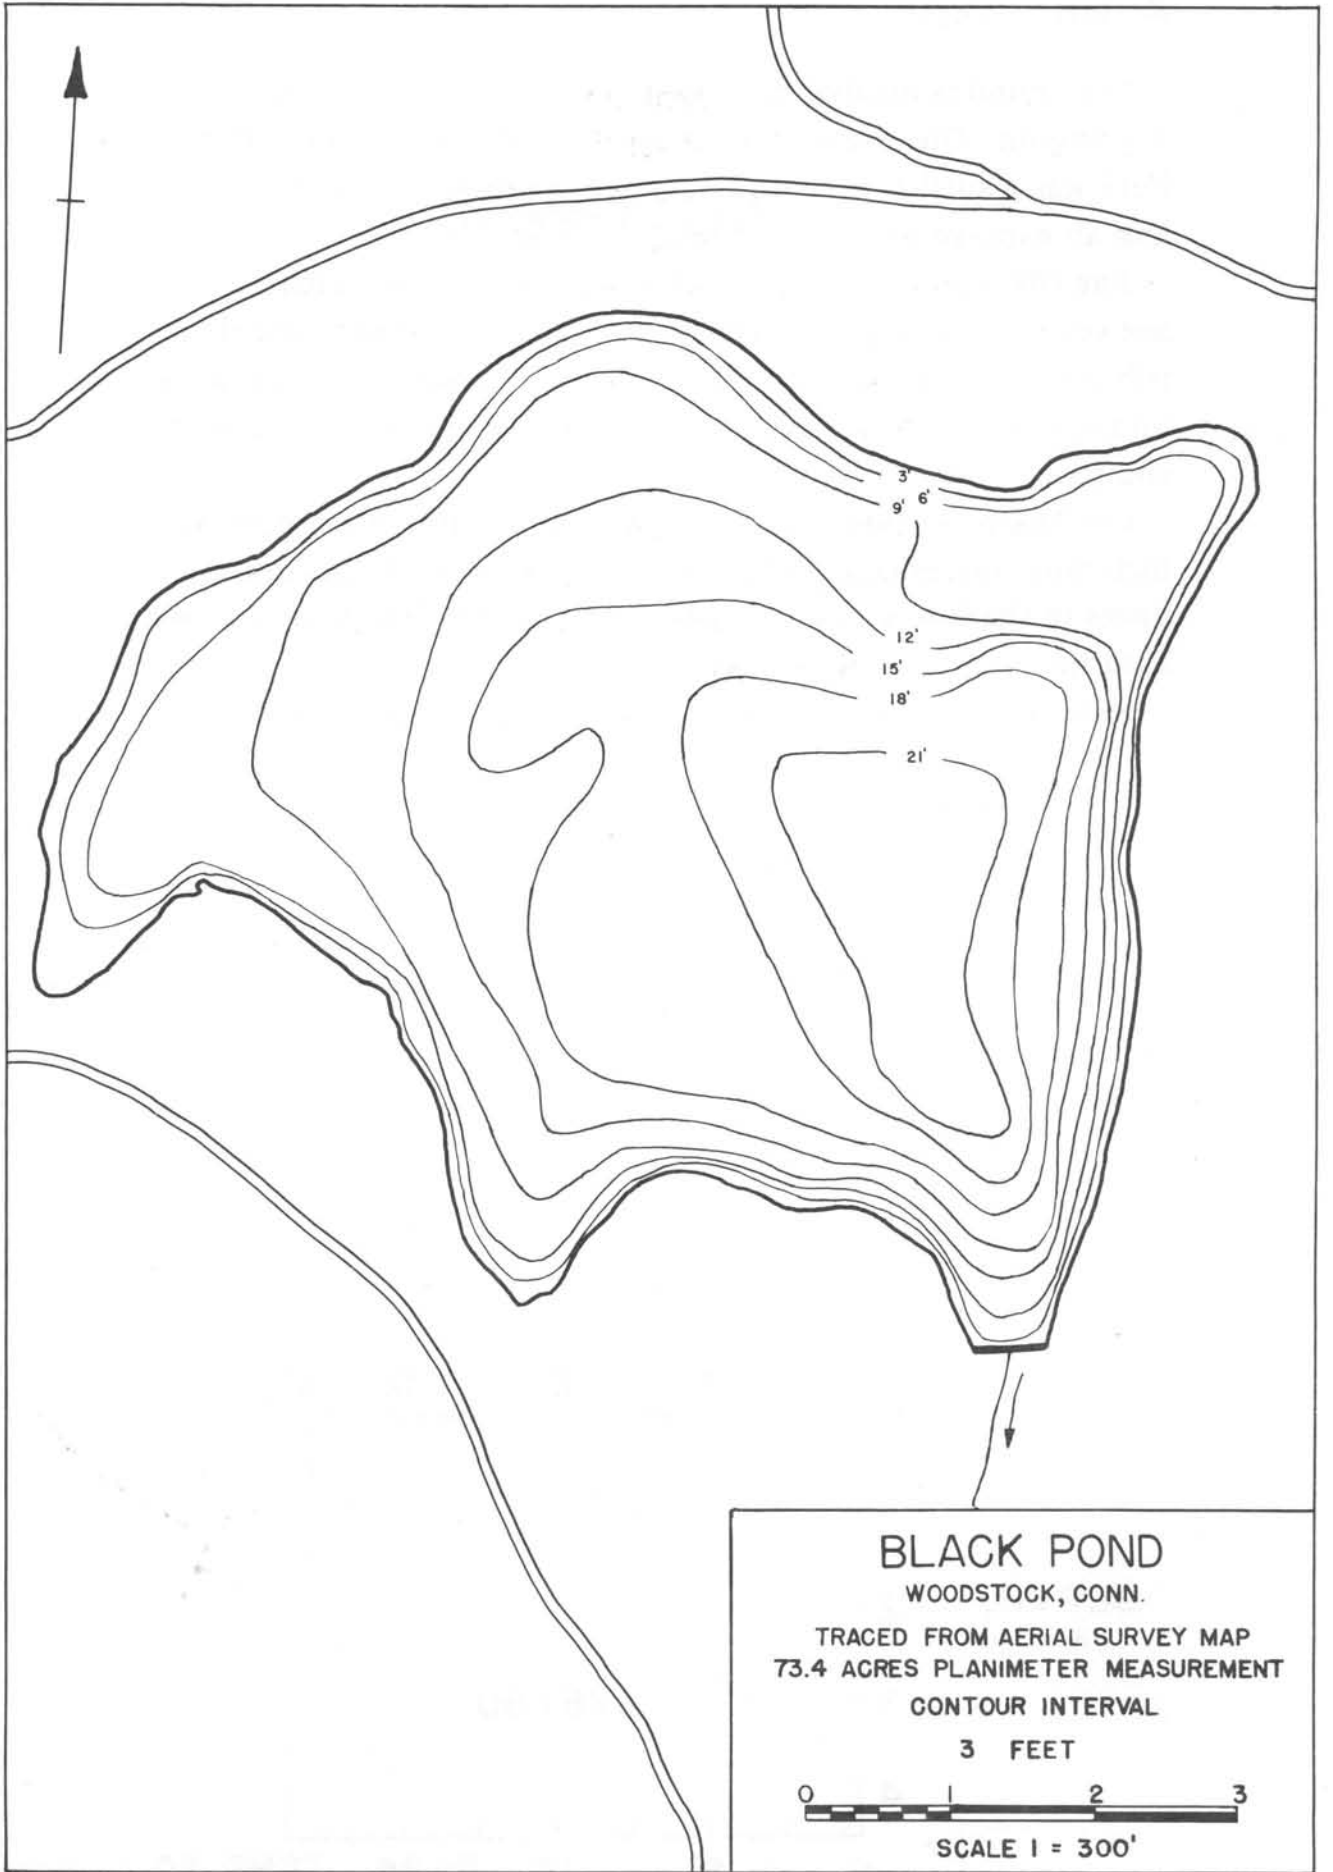 3'
6'
9'
12'
15'
18'
21'
BLACK POND
WOODSTOCK, CONN.
TRACED FROM AERIAL SURVEY MAP
73.4 ACRES PLANIMETER MEASUREMENT
CONTOUR INTERVAL
3 FEET
0 1 2 3
SCALE 1 = 300'